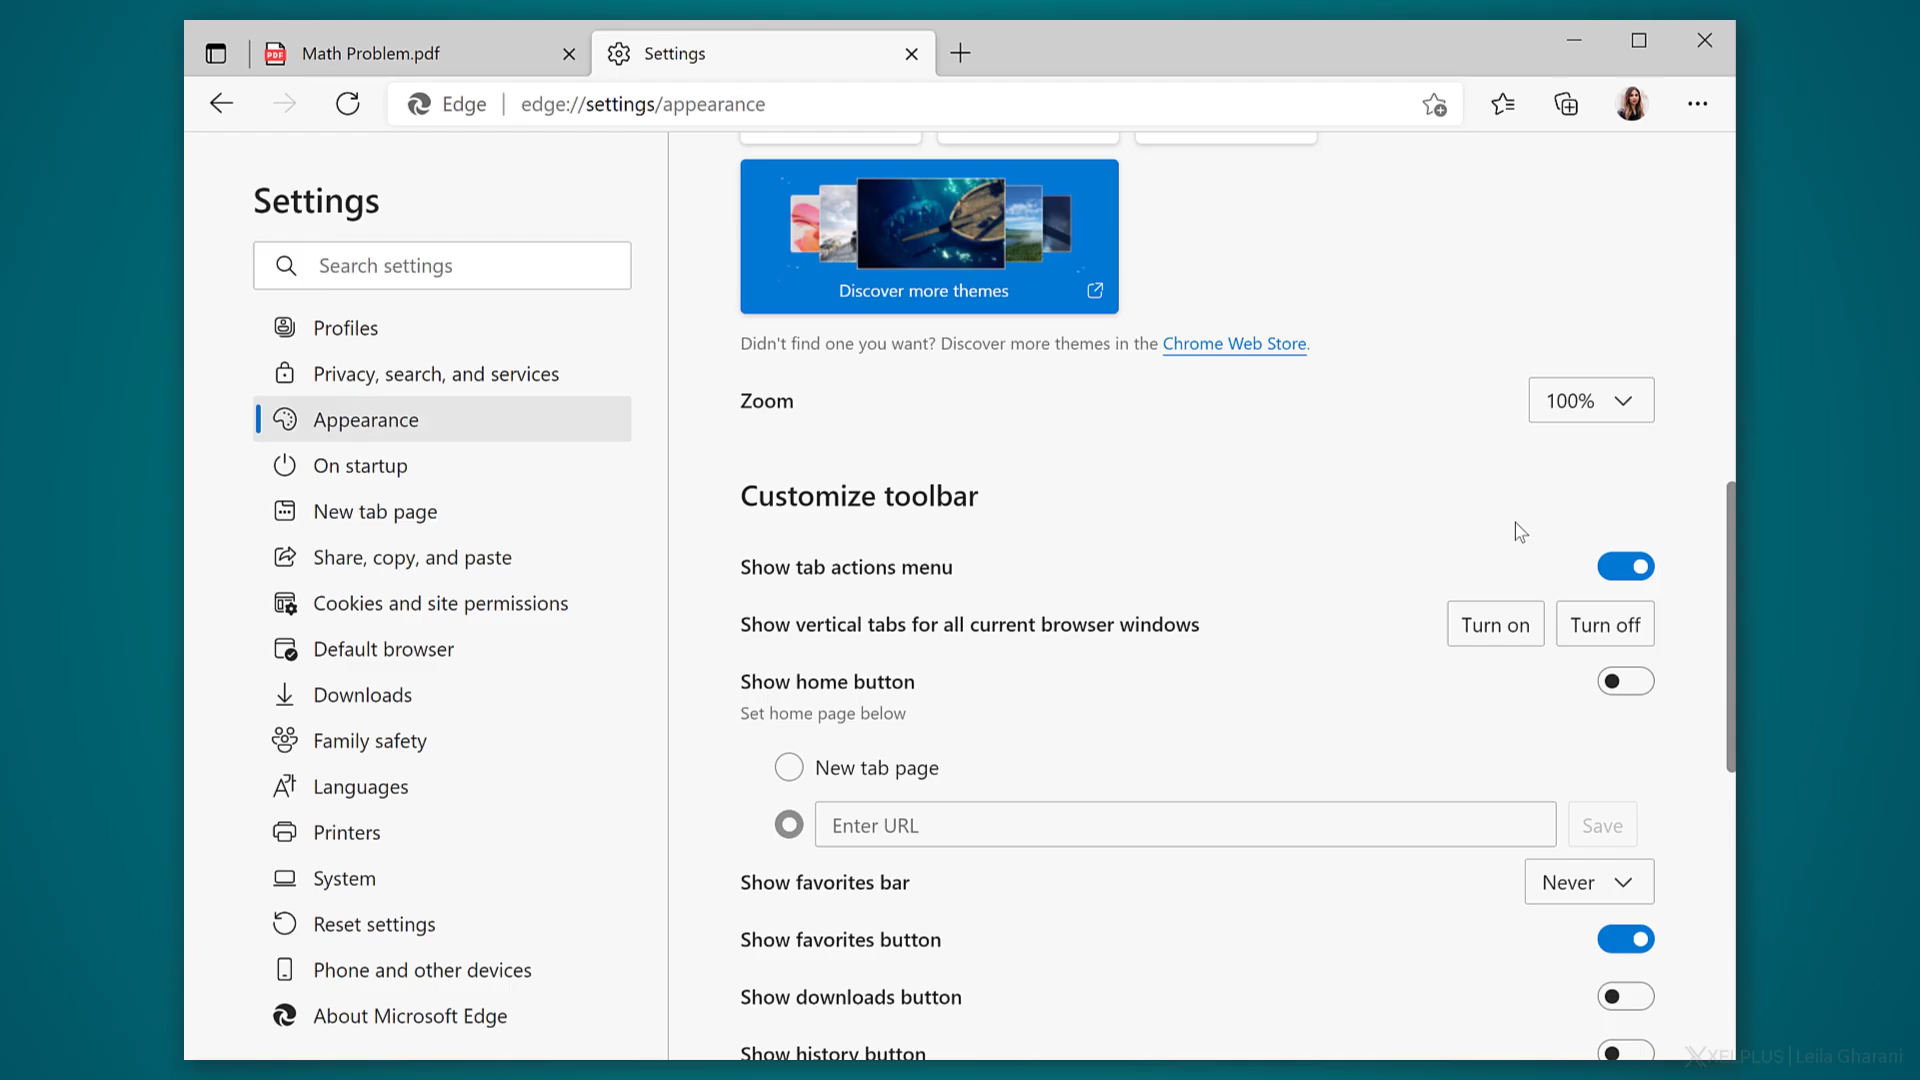 Math Problem.pdf
Settings
Edge
edge://settings/appearance
Settings
Search settings
Profiles
Privacy, search, and services
Appearance
On startup
New tab page
Share, copy, and paste
Cookies and site permissions
Default browser
Downloads
Family safety
Languages
Printers
System
Reset settings
Phone and other devices
About Microsoft Edge
Discover more themes
Didn't find one you want? Discover more themes in the Chrome Web Store.
Zoom
100%
Customize toolbar
Show tab actions menu
Show vertical tabs for all current browser windows
Turn on
Turn off
Show home button
Set home page below
New tab page
Enter URL
Save
Show favorites bar
Never
Show favorites button
Show downloads button
Show history button
XELPLUS | Leila Gharani